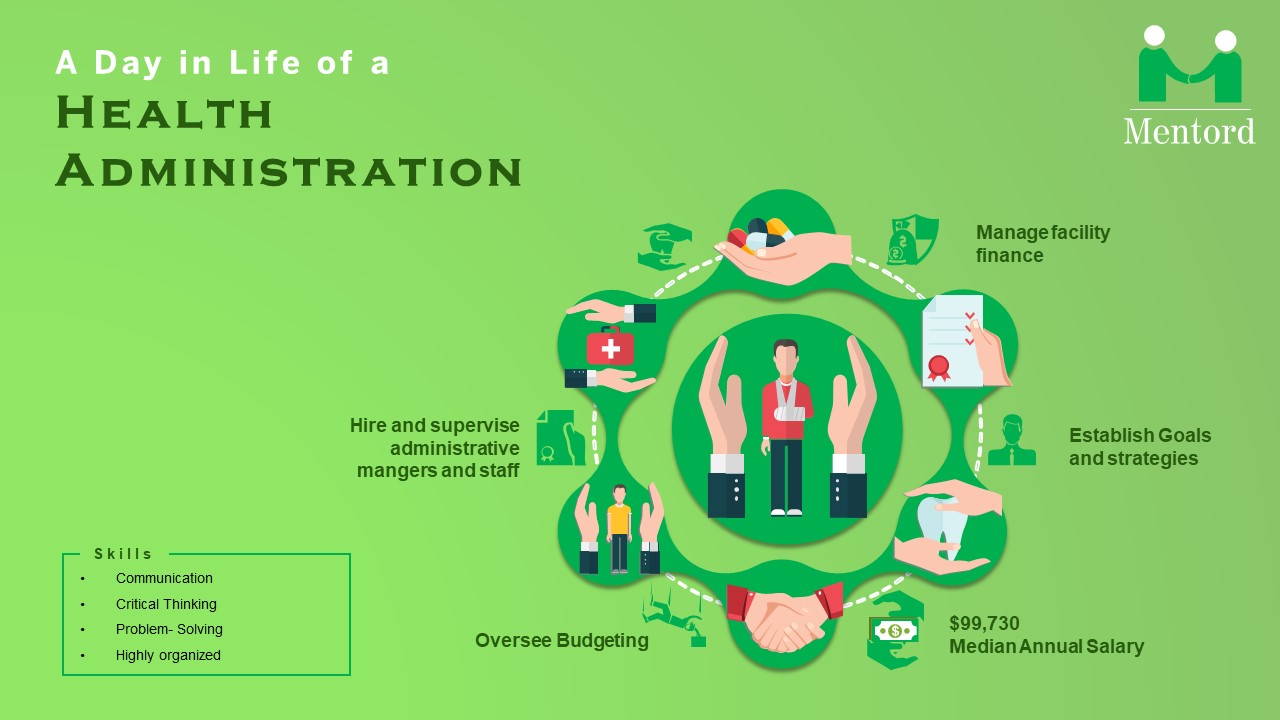 A Day in Life of a
HEALTH
ADMINISTRATION
Mentord
Manage facility
finance
Hire and supervise
administrative
mangers and staff
Establish Goals
and strategies
Skills
• Communication
• Critical Thinking
• Problem- Solving
• Highly organized
Oversee Budgeting
$99,730
Median Annual Salary